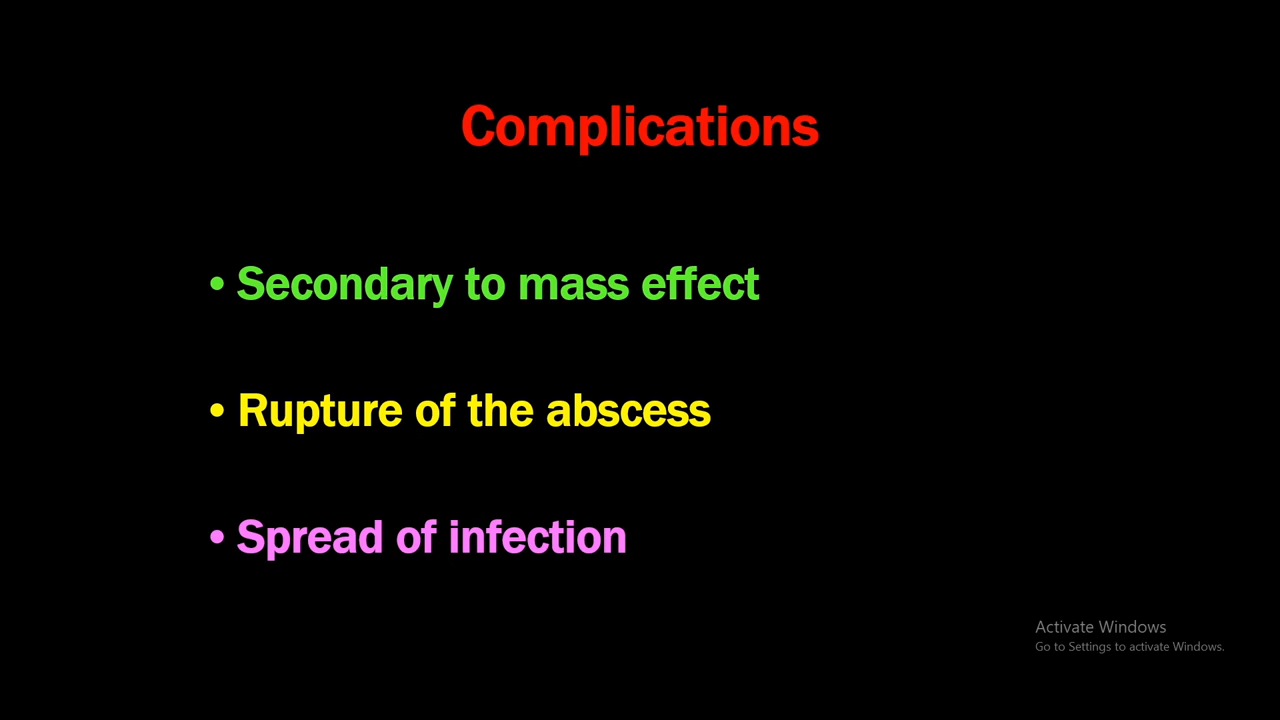 Complications
• Secondary to mass effect
• Rupture of the abscess
• Spread of infection
Activate Windows
Go to Settings to activate Windows.